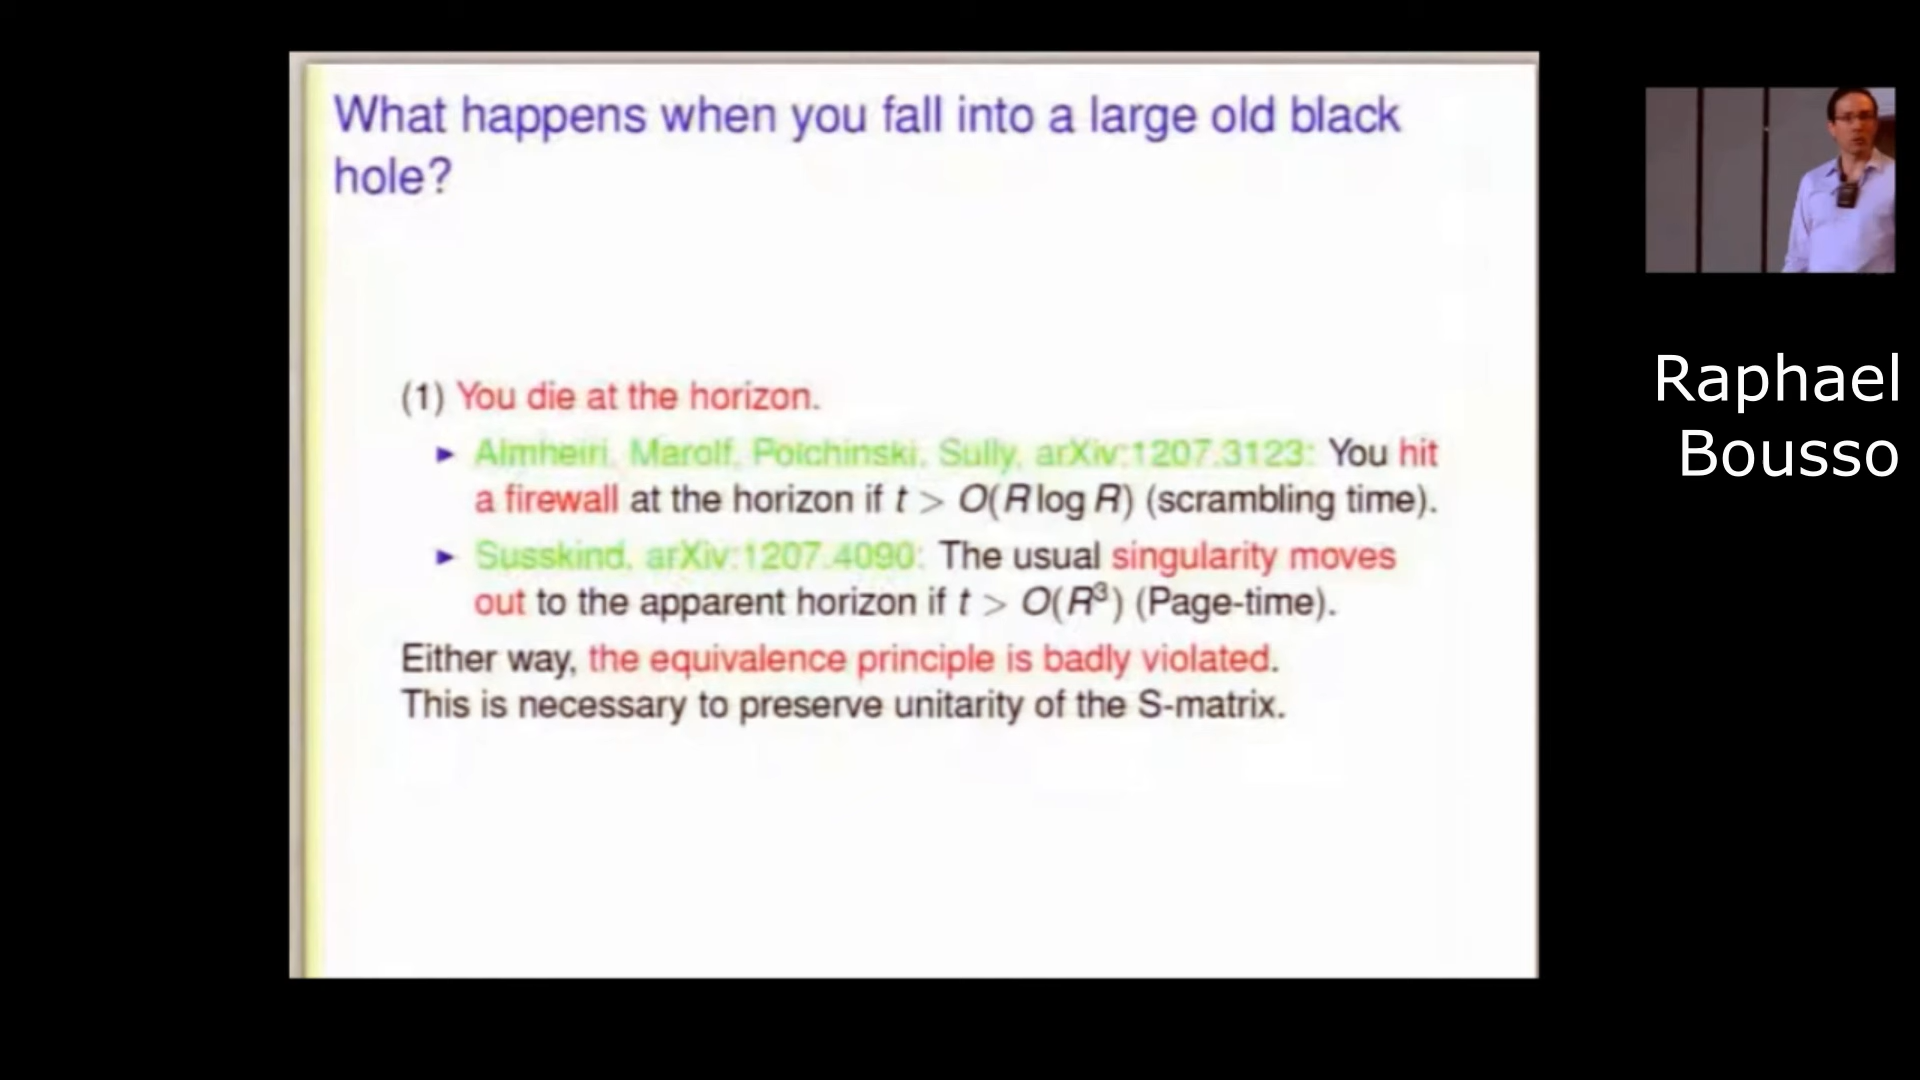 What happens when you fall into a large old black
hole?
(1) You die at the horizon.
► Almheiri, Marolf, Polchinski, Sully, arXiv:1207.3123: You hit
a firewall at the horizon if t > O(R log R) (scrambling time).
► Susskind, arXiv:1207.4090: The usual singularity moves
out to the apparent horizon if t > O(R³) (Page-time).
Either way, the equivalence principle is badly violated.
This is necessary to preserve unitarity of the S-matrix.
Raphael
Bousso